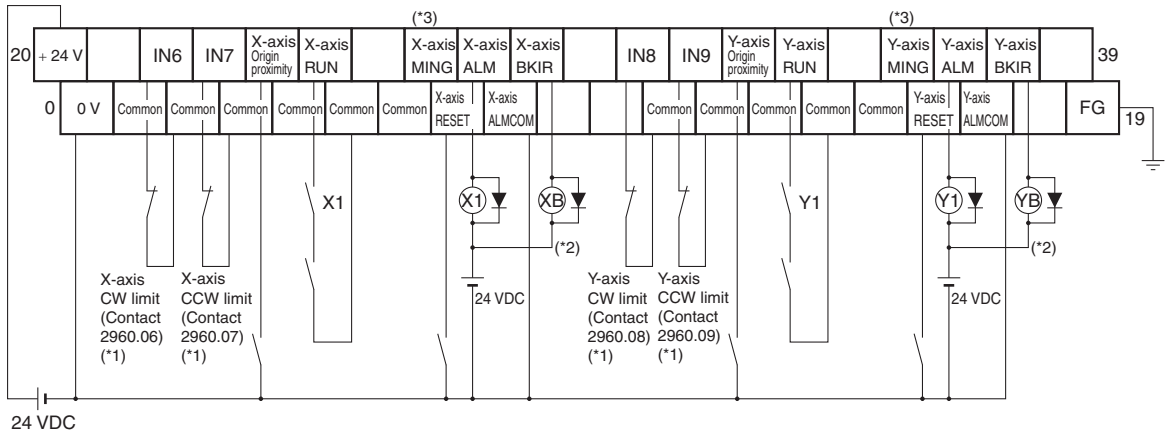 (*3)
(*3)
20
+ 24 V
IN6
IN7
X-axis
Origin
proximity
X-axis
RUN
X-axis
MING
X-axis
ALM
X-axis
BKIR
IN8
IN9
Y-axis
Origin
proximity
Y-axis
RUN
Y-axis
MING
Y-axis
ALM
Y-axis
BKIR
39
0
0 V
Common
Common
Common
Common
Common
Common
X-axis
RESET
X-axis
ALMCOM
Common
Common
Common
Common
Common
Y-axis
RESET
Y-axis
ALMCOM
FG
19
X1
X1
XB
Y1
Y1
YB
(*2)
(*2)
X-axis
CW limit
(Contact
2960.06)
(*1)
X-axis
CCW limit
(Contact
2960.07)
(*1)
24 VDC
Y-axis
CW limit
(Contact
2960.08)
(*1)
Y-axis
CCW limit
(Contact
2960.09)
(*1)
24 VDC
24 VDC